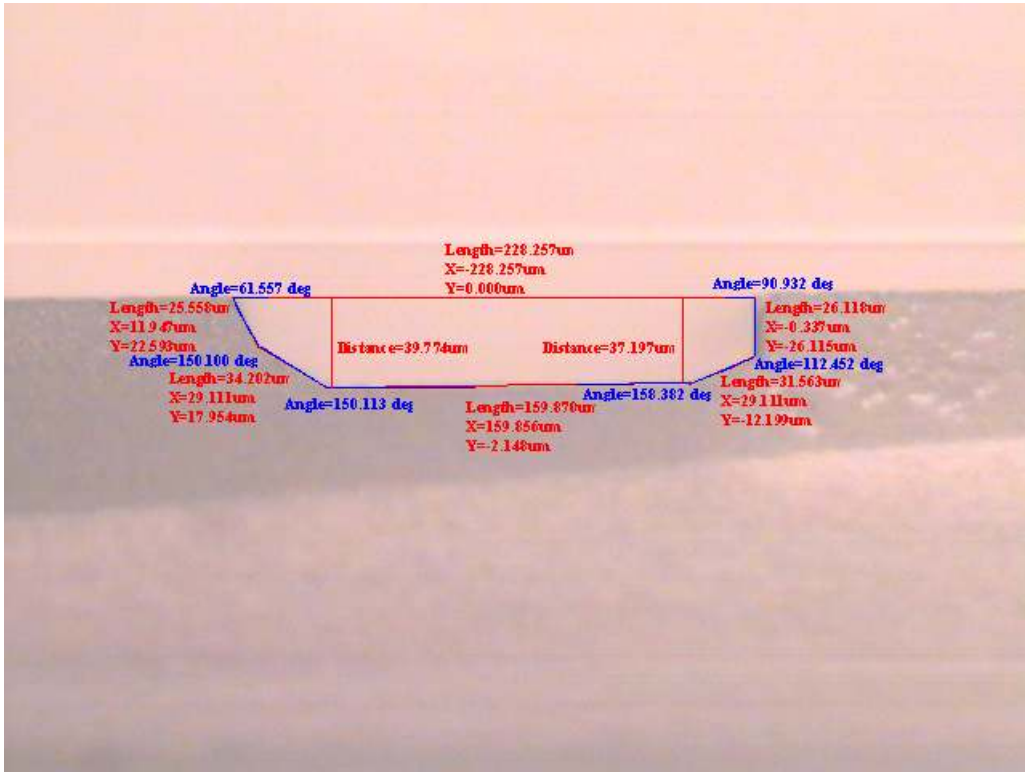 Length=228.257um
X=-228.257um
Y=0.000um
Angle=61.557 deg
Angle=90.932 deg
Length=25.558um
X=11.947um
Y=22.593um
Length=26.118um
X=-0.337um
Y=-26.115um
Distance=39.774um
Distance=37.197um
Angle=150.100 deg
Angle=112.452 deg
Length=34.202um
X=29.111um
Y=17.954um
Length=31.563um
X=29.111um
Y=-12.199um
Angle=150.113 deg
Angle=158.382 deg
Length=159.870um
X=159.856um
Y=-2.148um